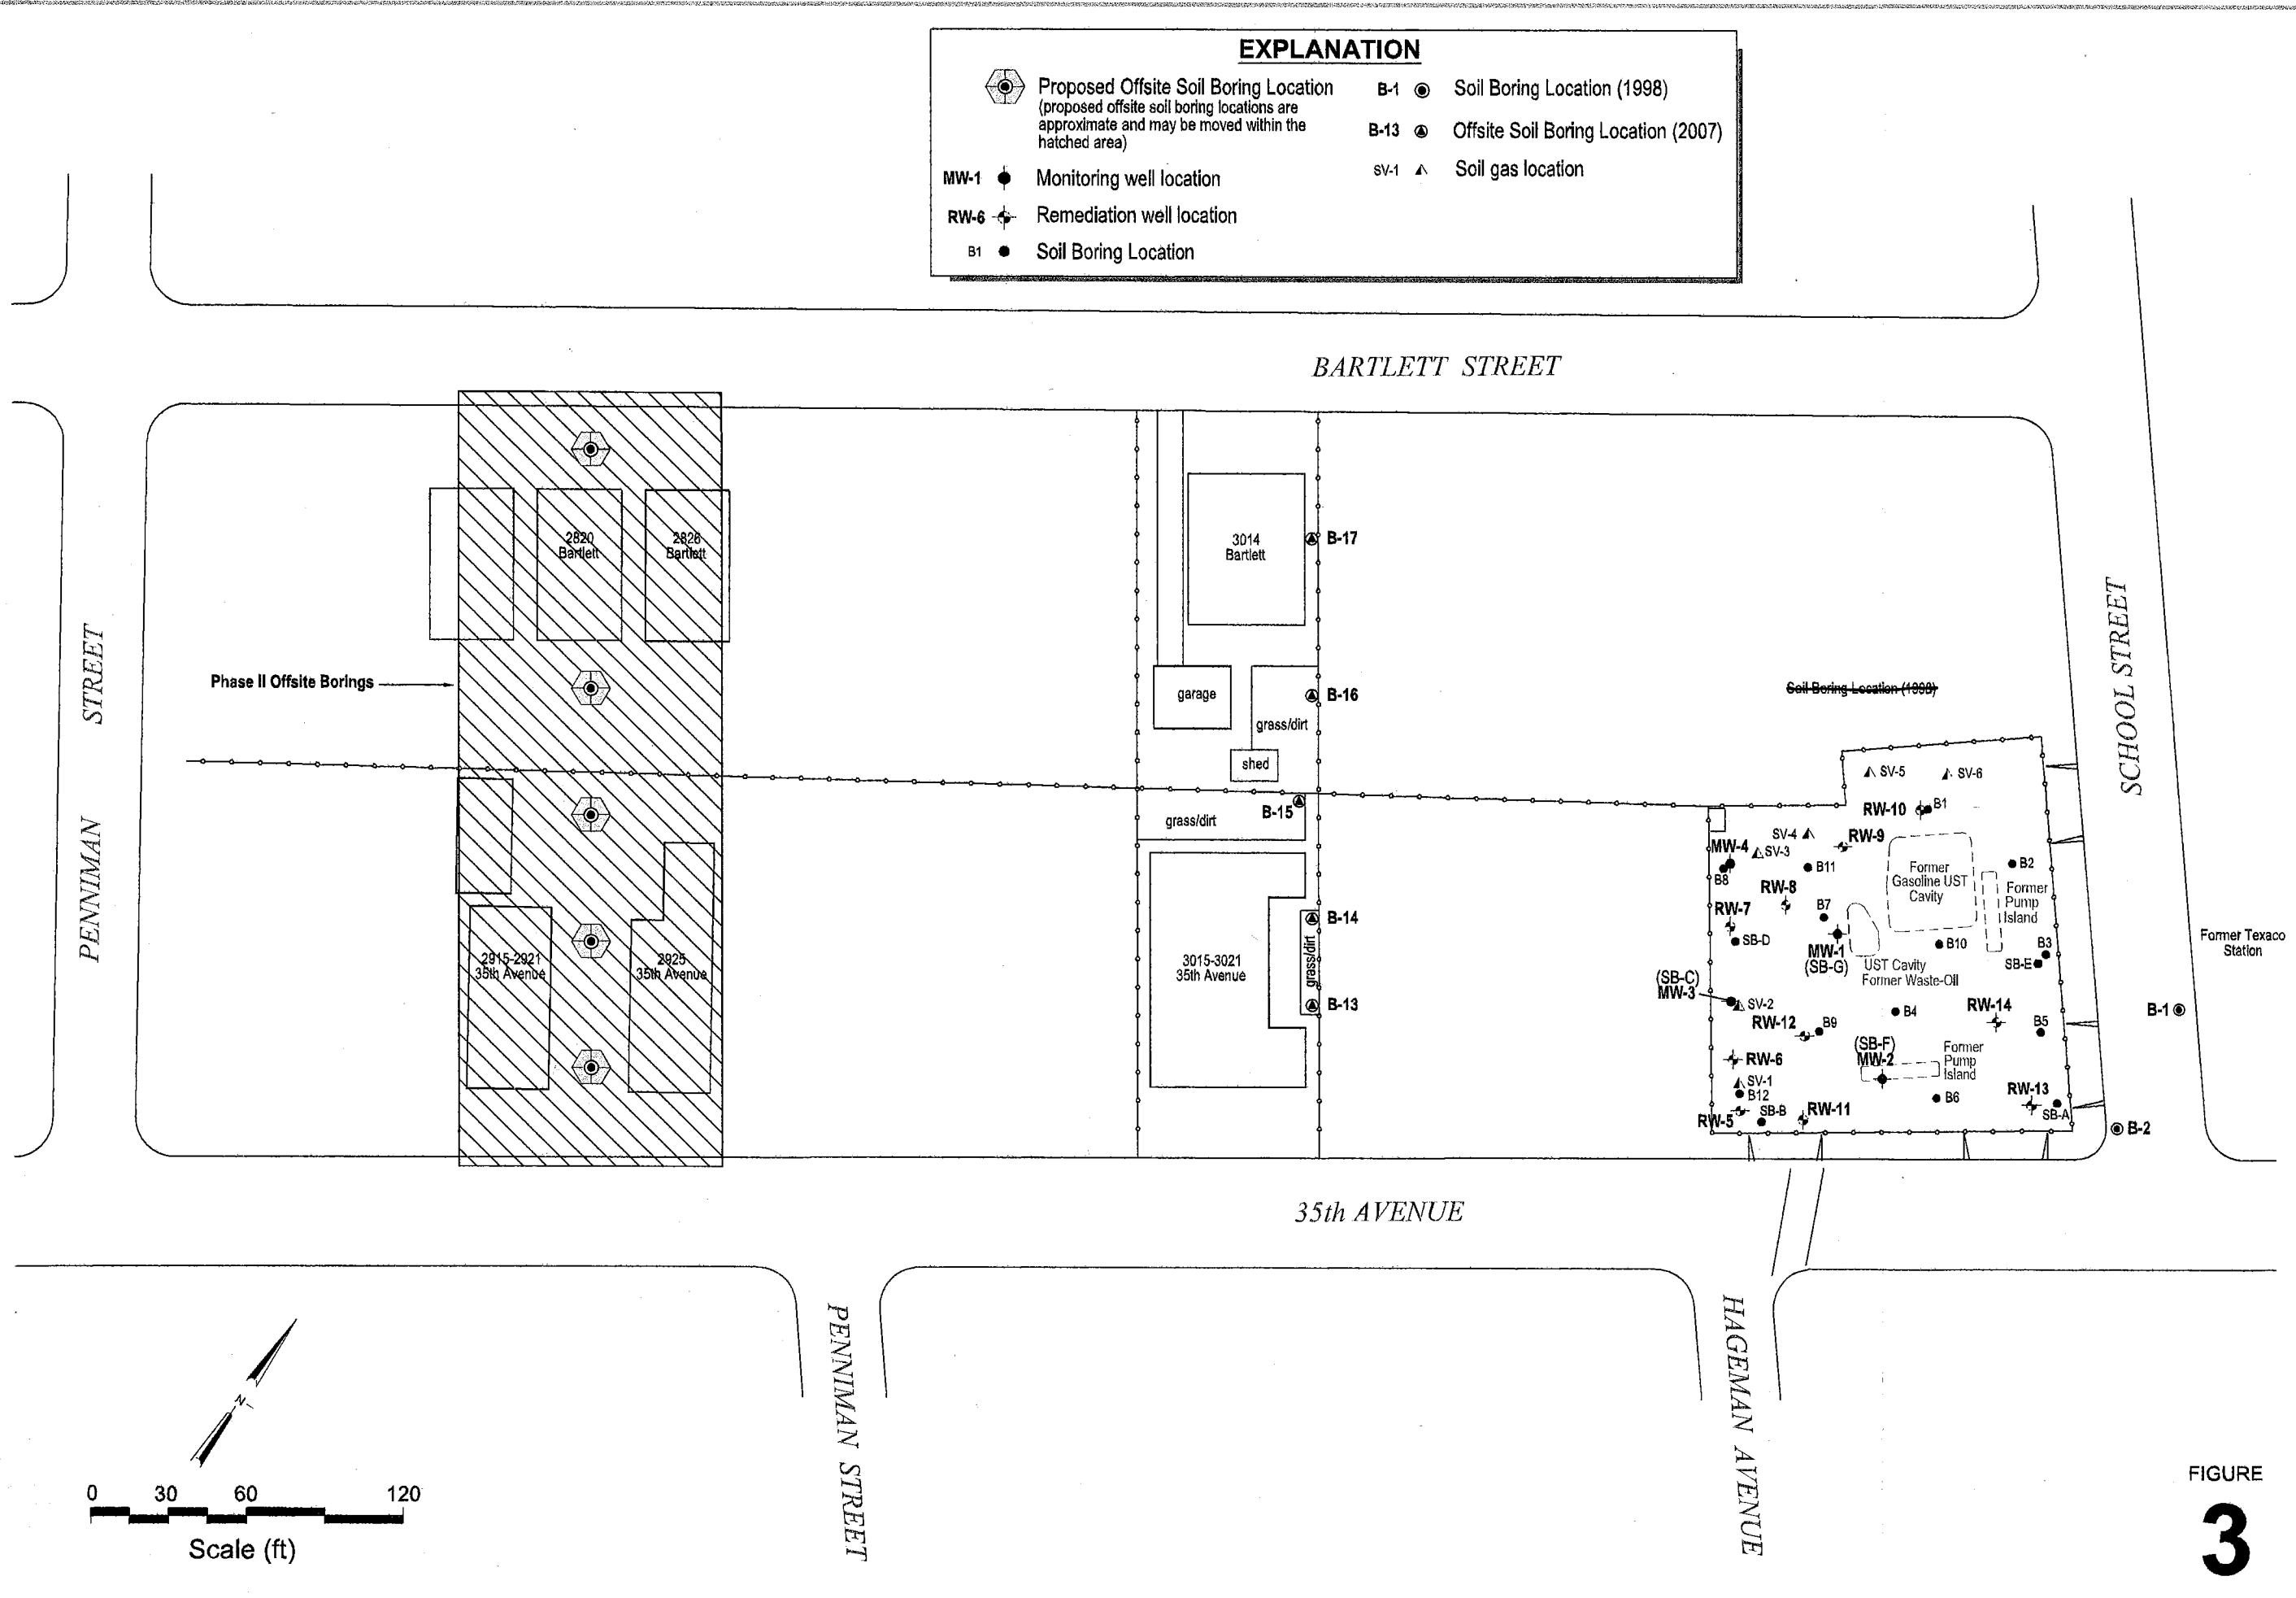 EXPLANATION
Proposed Offsite Soil Boring Location
(proposed offsite soil boring locations are
approximate and may be moved within the
hatched area)
MW-1 Monitoring well location
RW-6 Remediation well location
B1 Soil Boring Location
B-1 Soil Boring Location (1998)
B-13 Offsite Soil Boring Location (2007)
SV-1 Soil gas location
BARTLETT STREET
2820
Bartlett
2826
Bartlett
3014
Bartlett
B-17
PENNIMAN STREET
Phase II Offsite Borings
garage
B-16
grass/dirt
shed
Soil Boring Location (1998)
SCHOOL STREET
B-15
grass/dirt
SV-5
SV-6
RW-10
B1
SV-4
RW-9
MW-4
SV-3
B8
B11
Former
Gasoline UST
Cavity
B2
Former
Pump
Island
RW-8
RW-7
B7
SB-D
MW-1
(SB-G)
B10
B3
SB-E
UST Cavity
Former Waste-Oil
Former Texaco
Station
2915-2921
35th Avenue
2925
35th Avenue
3015-3021
35th Avenue
B-14
grass/dirt
B-13
(SB-C)
MW-3
SV-2
RW-12
B9
B4
RW-14
B5
B-1
(SB-F)
MW-2
Former
Pump
Island
RW-6
SV-1
B12
RW-5
SB-B
RW-11
B6
RW-13
SB-A
B-2
35th AVENUE
PENNIMAN STREET
HAGEMAN AVENUE
N
0 30 60 120
Scale (ft)
FIGURE
3